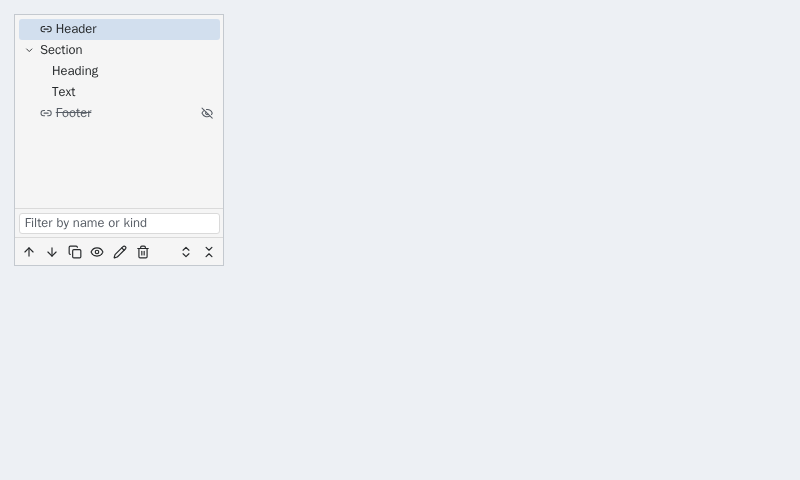 Header
Section
Heading
Text
Footer
Filter by name or kind